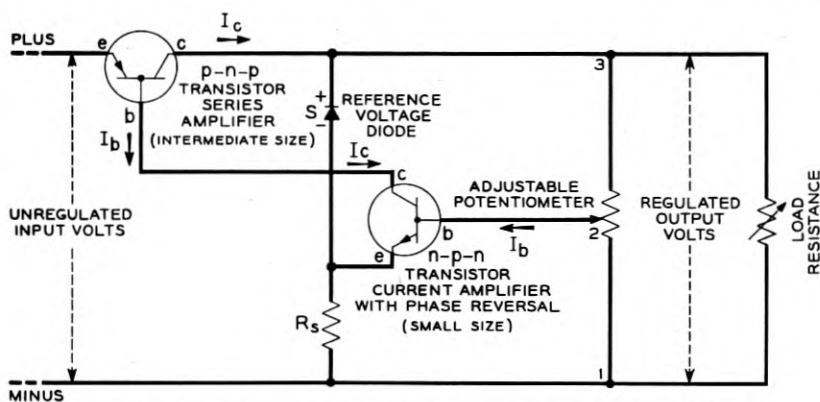 PLUS
e
c
Ic
p-n-p
TRANSISTOR
SERIES
AMPLIFIER
(INTERMEDIATE SIZE)
b
Ib
+
S
−
REFERENCE
VOLTAGE
DIODE
Ic
c
b
e
Ib
n-p-n
TRANSISTOR
CURRENT AMPLIFIER
WITH PHASE REVERSAL
(SMALL SIZE)
Rs
ADJUSTABLE
POTENTIOMETER
3
2
1
UNREGULATED
INPUT VOLTS
REGULATED
OUTPUT
VOLTS
LOAD
RESISTANCE
MINUS